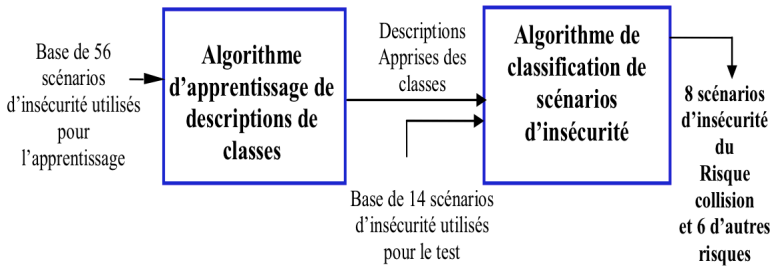 Base de 56
scénarios
d'insécurité utilisés
pour
l'apprentissage
Algorithme
d'apprentissage de
descriptions de
classes
Descriptions
Apprises des
classes
Base de 14 scénarios
d'insécurité utilisés
pour le test
Algorithme de
classification de
scénarios
d'insécurité
8 scénarios
d'insécurité
du
Risque
collision
et 6 d'autres
risques